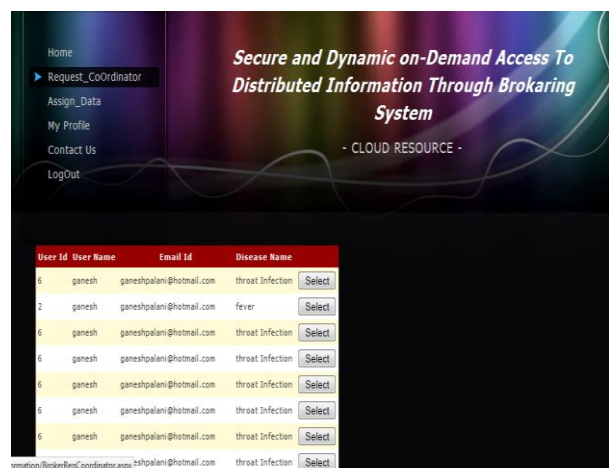 Home
Request_CoOrdinator
Assign_Data
My Profile
Contact Us
LogOut
Secure and Dynamic on-Demand Access To
Distributed Information Through Brokaring
System
- CLOUD RESOURCE -
User Id User Name Email Id Disease Name
6 ganesh ganeshpalani@hotmail.com throat Infection Select
2 ganesh ganeshpalani@hotmail.com fever Select
6 ganesh ganeshpalani@hotmail.com throat Infection Select
6 ganesh ganeshpalani@hotmail.com throat Infection Select
6 ganesh ganeshpalani@hotmail.com throat Infection Select
6 ganesh ganeshpalani@hotmail.com throat Infection Select
6 ganesh ganeshpalani@hotmail.com throat Infection Select
ormation/BrokerReqCoordinator.aspx eshpalani@hotmail.com throat Infection Select